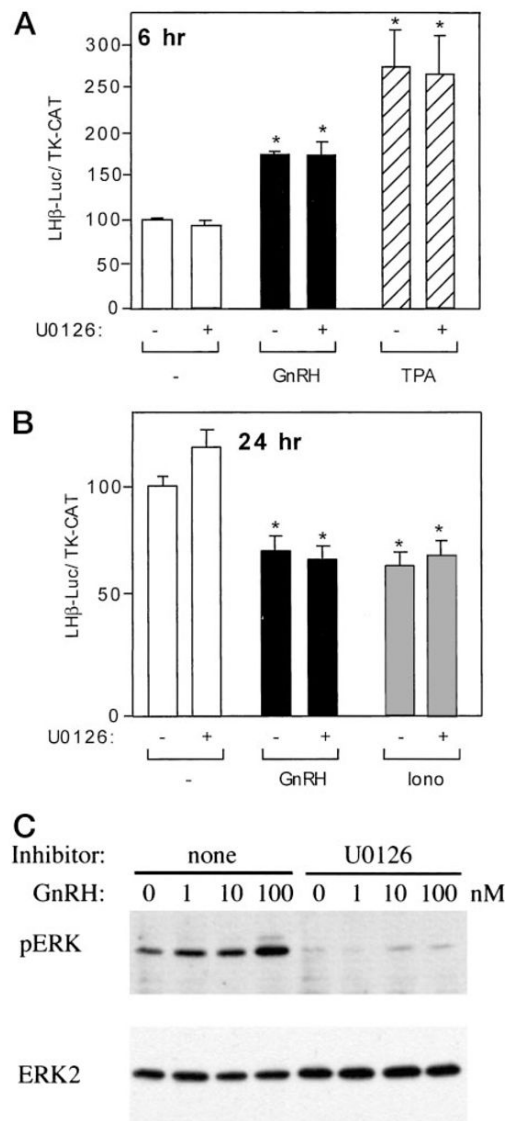 A
6 hr
LHβ-Luc/ TK-CAT
300
250
200
150
100
50
0
* * * *
U0126: - + - + - +
- GnRH TPA
B
24 hr
LHβ-Luc/ TK-CAT
100
50
0
* * * *
U0126: - + - + - +
- GnRH Iono
C
Inhibitor: none U0126
GnRH: 0 1 10 100 0 1 10 100 nM
pERK
ERK2